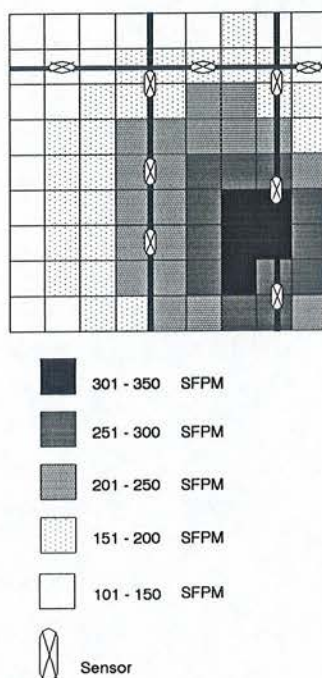 301 - 350 SFPM
251 - 300 SFPM
201 - 250 SFPM
151 - 200 SFPM
101 - 150 SFPM
Sensor